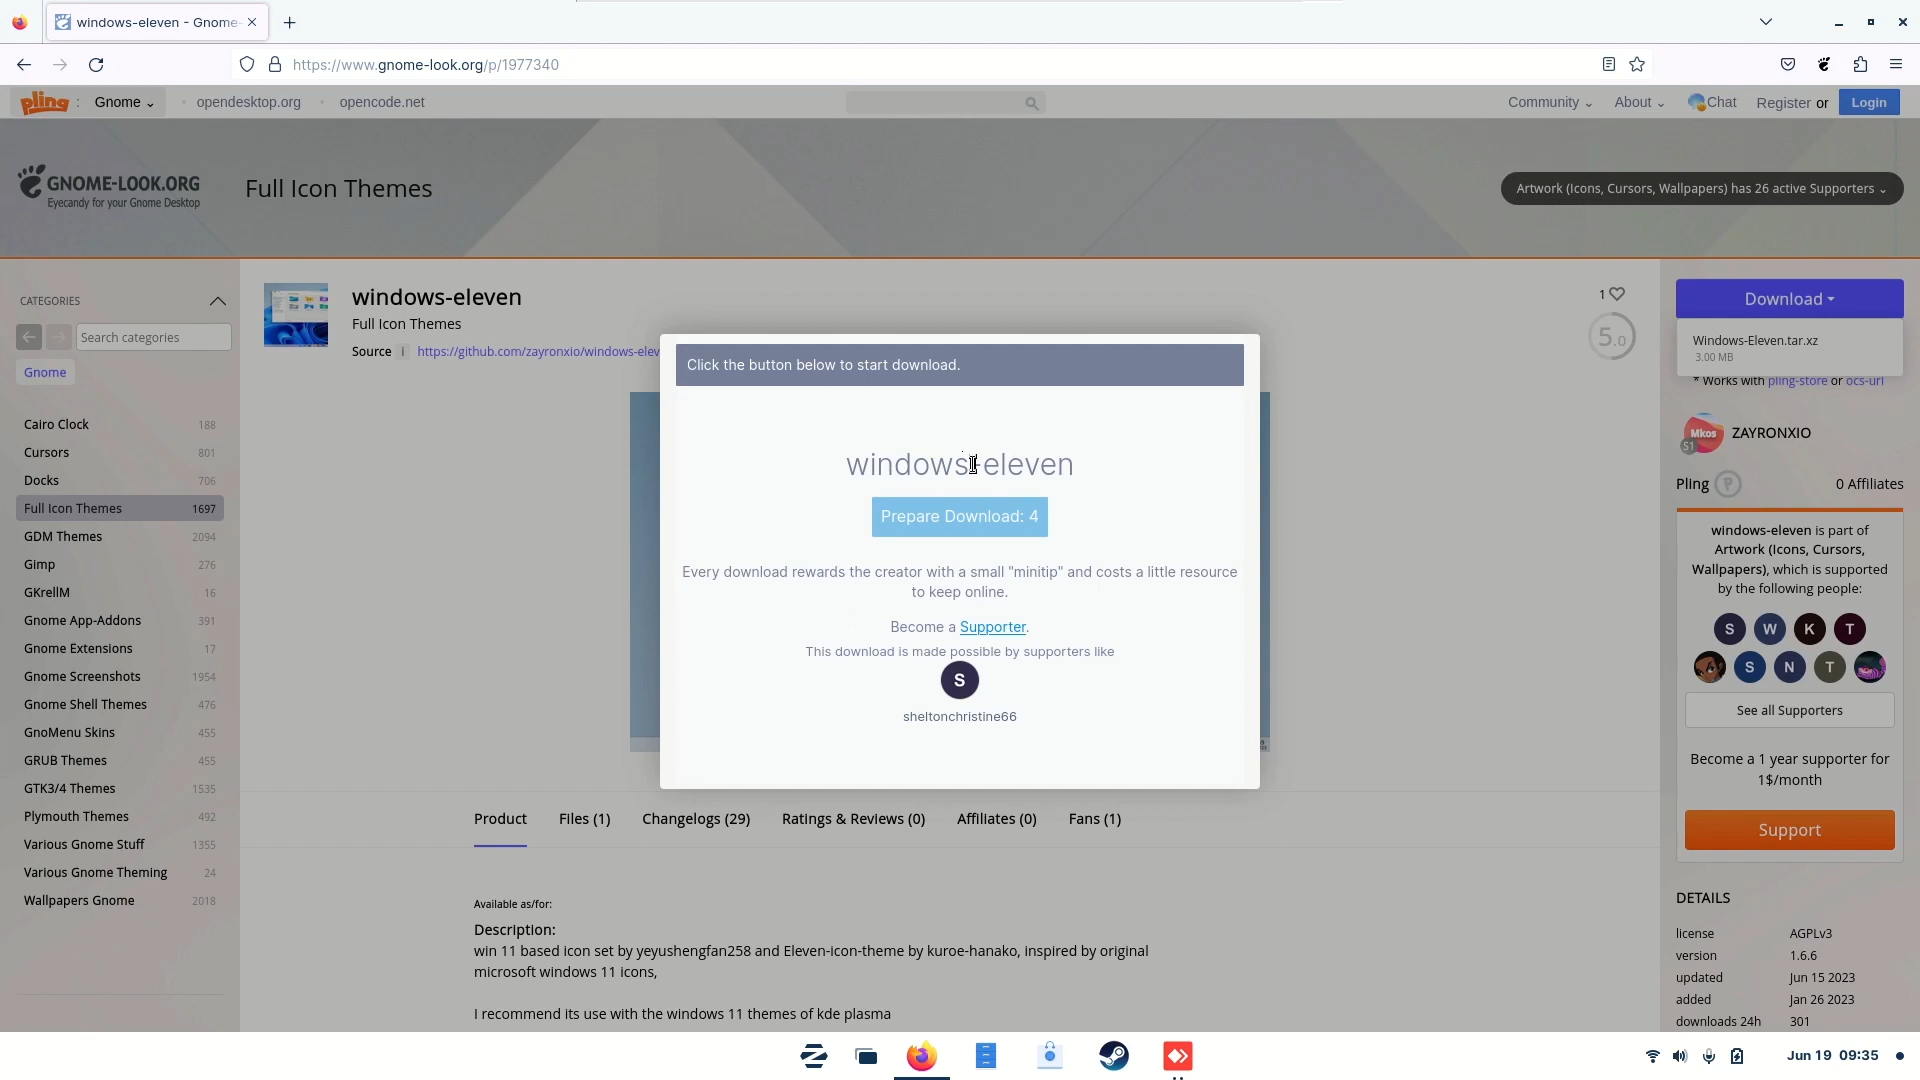 windows-eleven - Gnome-
https://www.gnome-look.org/p/1977340
pling
:
Gnome
opendesktop.org
opencode.net
Community
About
Chat
Register or
Login
GNOME-LOOK.ORG
Eyecandy for your Gnome Desktop
Full Icon Themes
Artwork (Icons, Cursors, Wallpapers) has 26 active Supporters
CATEGORIES
Search categories
Gnome
Cairo Clock 188
Cursors 801
Docks 706
Full Icon Themes 1697
GDM Themes 2094
Gimp 276
GKrellM 16
Gnome App-Addons 391
Gnome Extensions 17
Gnome Screenshots 1954
Gnome Shell Themes 476
GnoMenu Skins 455
GRUB Themes 455
GTK3/4 Themes 1535
Plymouth Themes 492
Various Gnome Stuff 1355
Various Gnome Theming 24
Wallpapers Gnome 2018
windows-eleven
Full Icon Themes
Source i https://github.com/zayronxio/windows-elev
1
5.0
Click the button below to start download.
windows-eleven
Prepare Download: 4
Every download rewards the creator with a small "minitip" and costs a little resource
to keep online.
Become a Supporter.
This download is made possible by supporters like
S
sheltonchristine66
Product
Files (1)
Changelogs (29)
Ratings & Reviews (0)
Affiliates (0)
Fans (1)
Available as/for:
Description:
win 11 based icon set by yeyushengfan258 and Eleven-icon-theme by kuroe-hanako, inspired by original
microsoft windows 11 icons,
I recommend its use with the windows 11 themes of kde plasma
Download
Windows-Eleven.tar.xz
3.00 MB
* Works with pling-store or ocs-url
Mkos
S1
ZAYRONXIO
Pling
P
0 Affiliates
windows-eleven is part of
Artwork (Icons, Cursors,
Wallpapers), which is supported
by the following people:
S W K T
S N T
See all Supporters
Become a 1 year supporter for
1$/month
Support
DETAILS
license AGPLv3
version 1.6.6
updated Jun 15 2023
added Jan 26 2023
downloads 24h 301
Jun 19 09:35